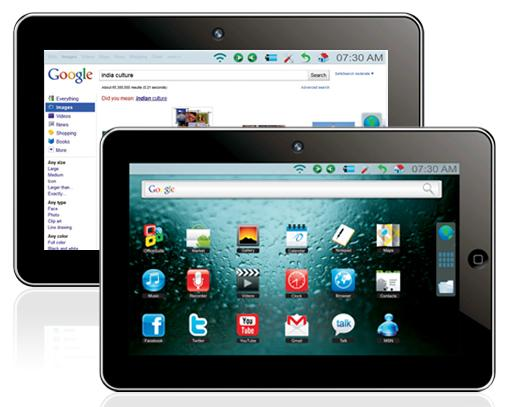 07:30 AM
Google
india culture
Search
SafeSearch moderate
About 65,300,000 results (0.21 seconds)
Advanced search
Did you mean: indian culture
Everything
Images
Videos
News
Shopping
Books
More
Any size
Large
Medium
Icon
Larger than...
Exactly...
Any type
Face
Photo
Clip art
Line drawing
Any color
Full color
Black and white
07:30 AM
Google
Market
Gallery
Calendar
Notepad
Maps
Music
Recorder
Videos
Clock
Browser
Contacts
You
Tube
talk
Facebook
Twitter
YouTube
Gmail
Talk
MSN